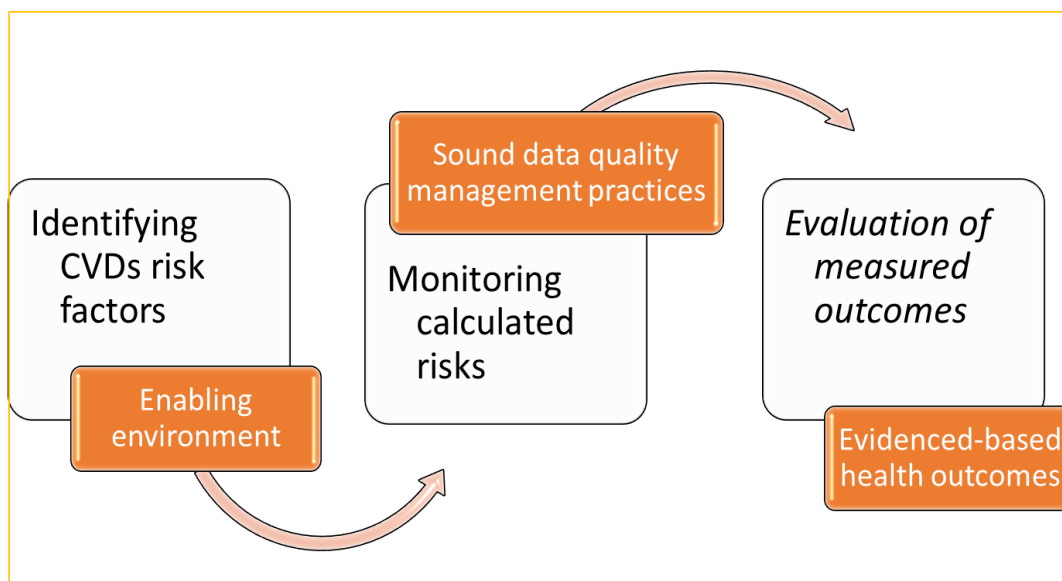 Identifying
CVDs risk
factors
Enabling
environment
Sound data quality
management practices
Monitoring
calculated
risks
Evaluation of
measured
outcomes
Evidenced-based
health outcomes